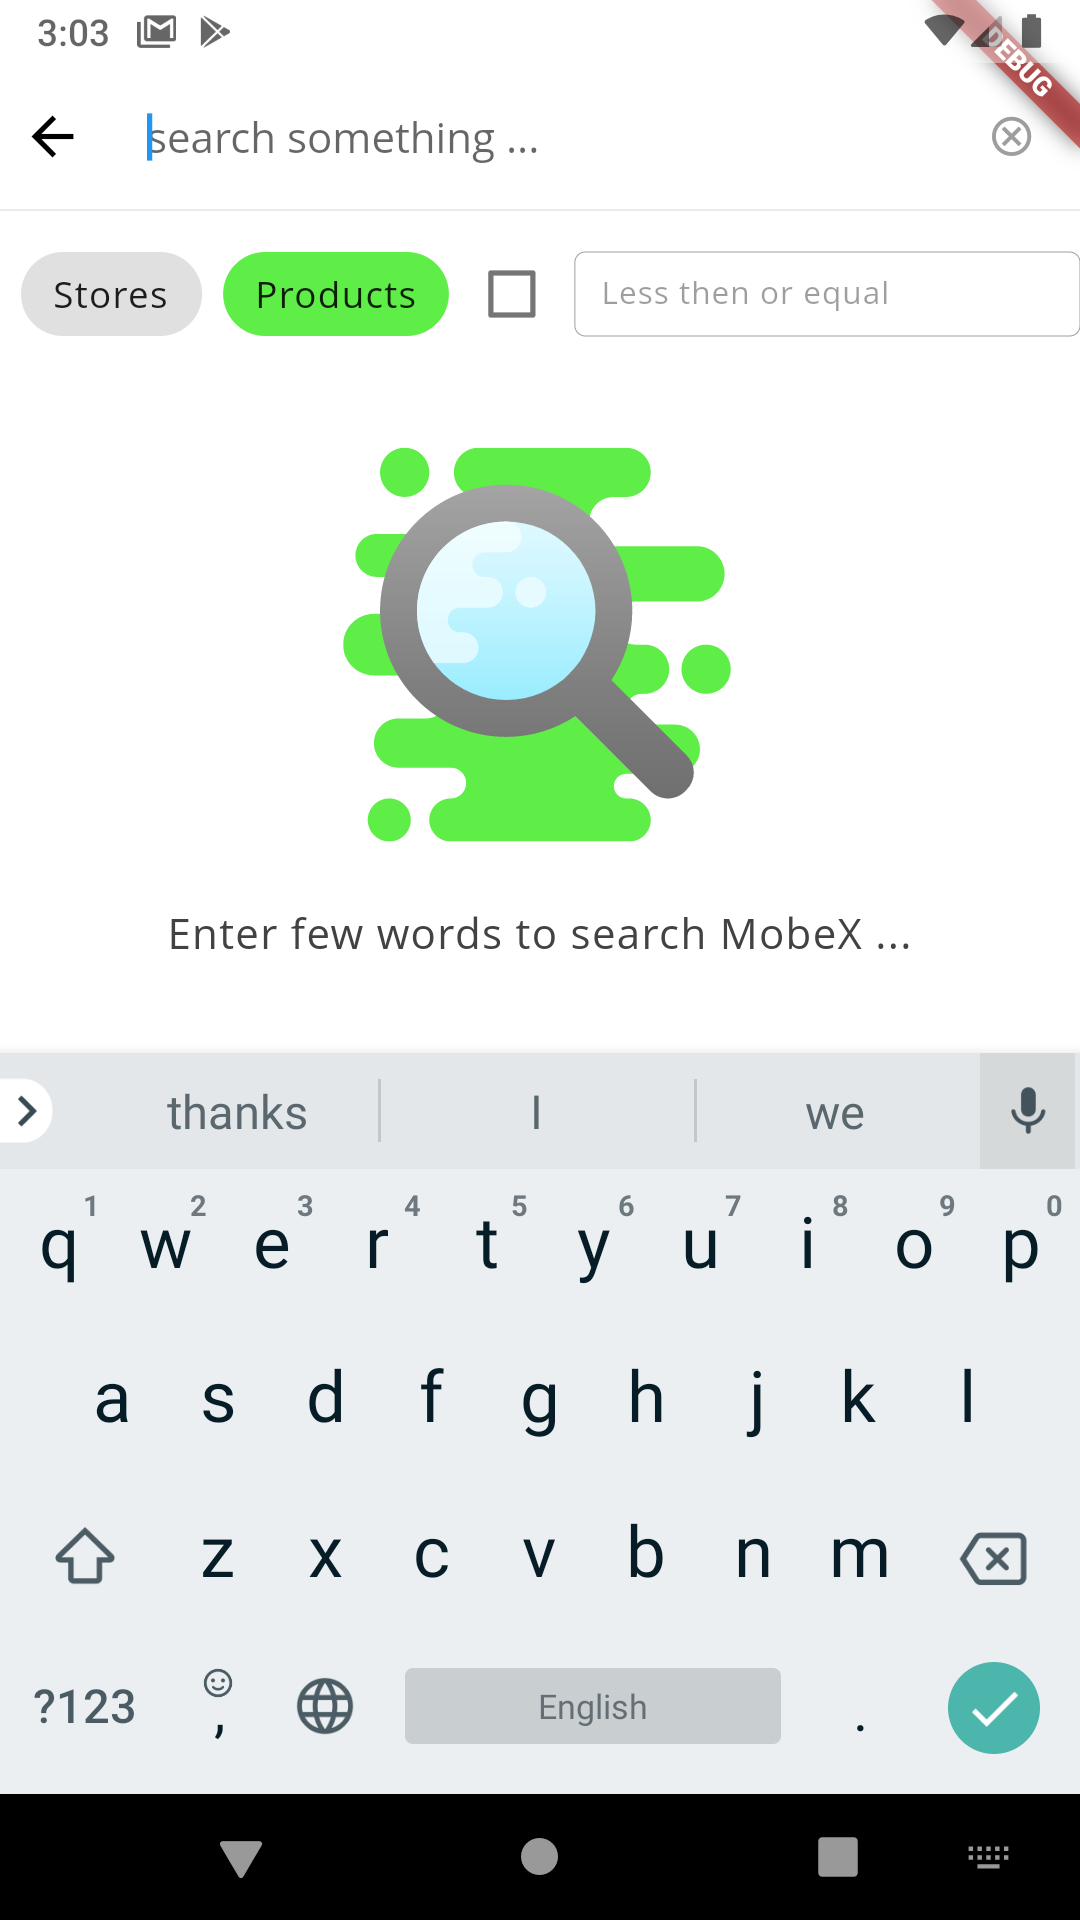 3:03
DEBUG
search something ...
Stores Products Less then or equal
Enter few words to search MobeX ...
thanks I we
1 2 3 4 5 6 7 8 9 0
q w e r t y u i o p
a s d f g h j k l
z x c v b n m
?123 , English .